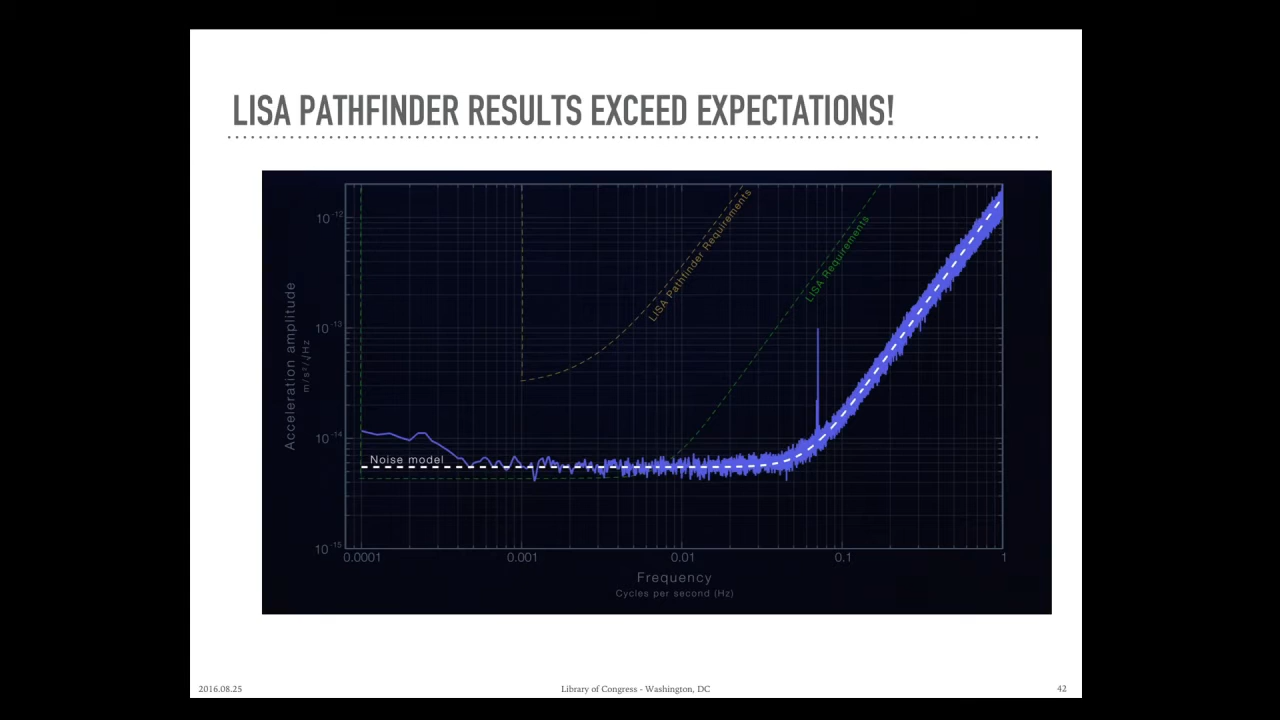 LISA PATHFINDER RESULTS EXCEED EXPECTATIONS!
10⁻¹²
10⁻¹³
10⁻¹⁴
10⁻¹⁵
Acceleration amplitude
m/s²/√Hz
LISA Pathfinder Requirements
LISA Requirements
Noise model
0.0001 0.001 0.01 0.1 1
Frequency
Cycles per second (Hz)
2016.08.25 Library of Congress - Washington, DC 42